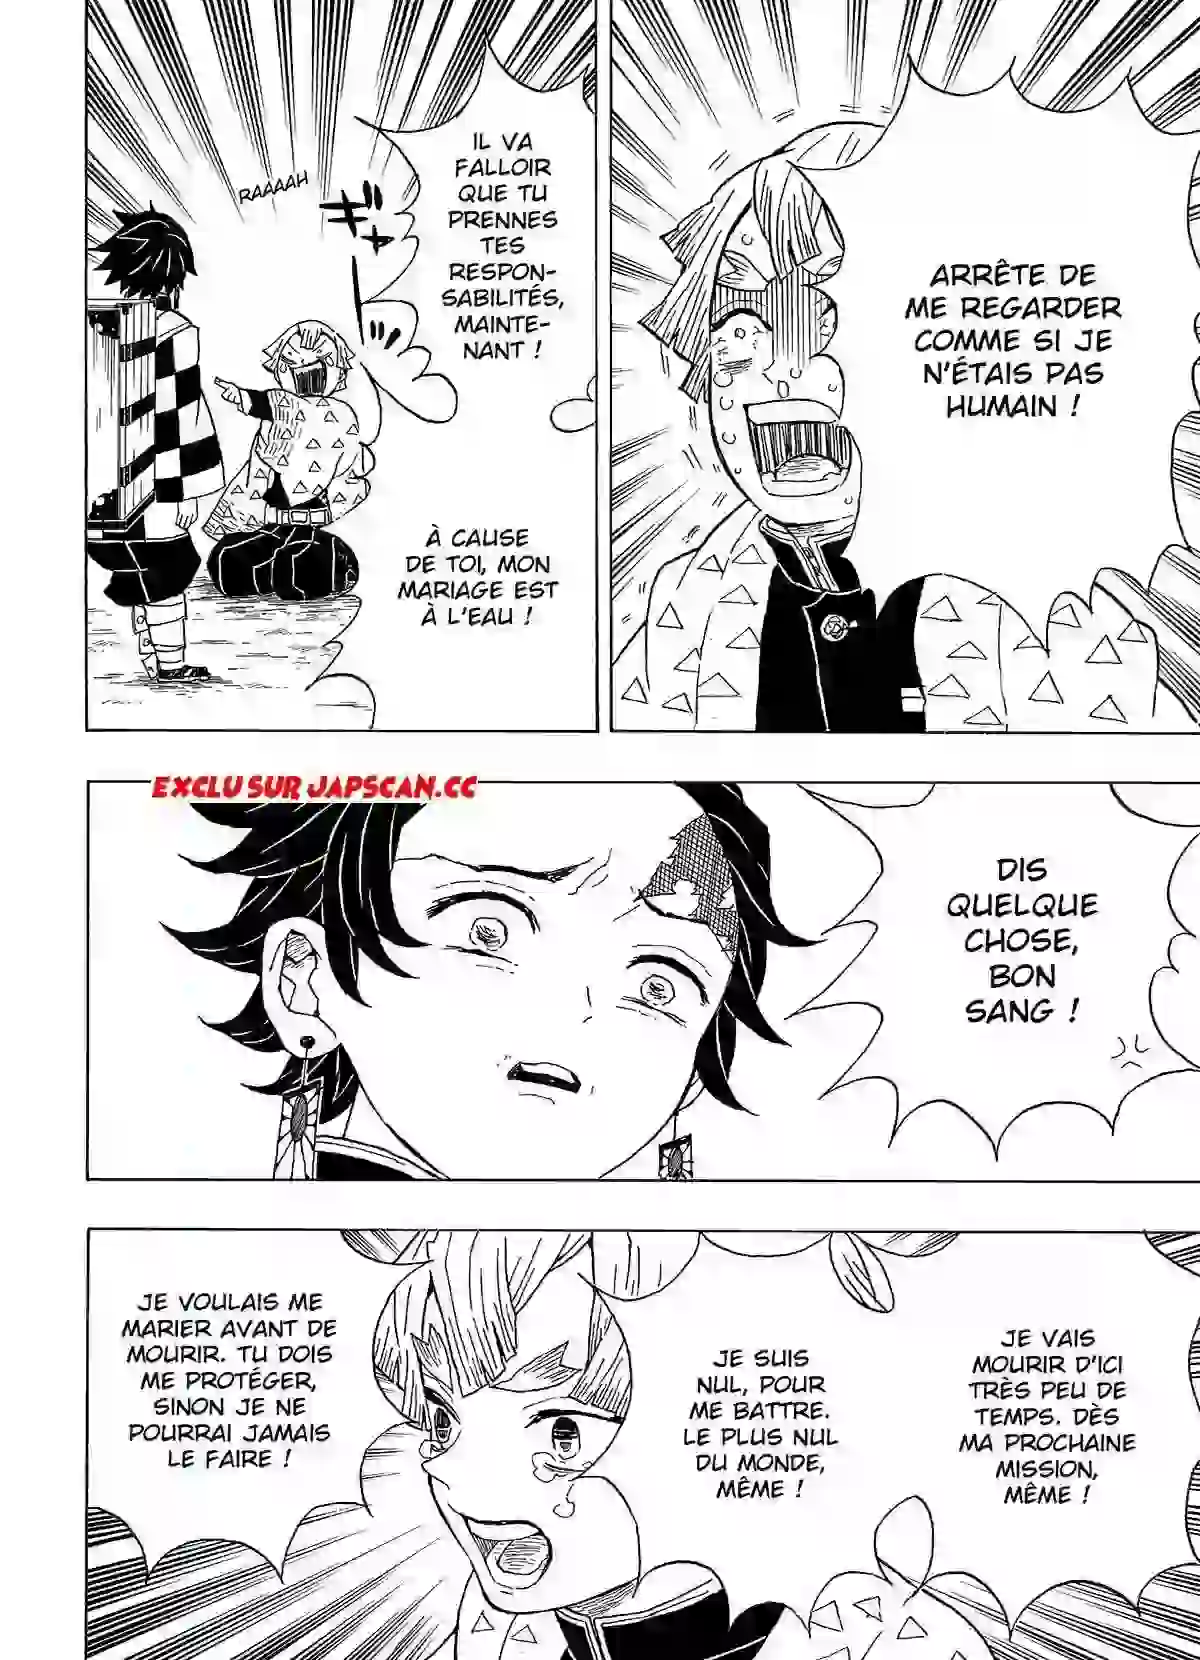 ARRÊTE DE
ME REGARDER
COMME SI JE
N'ÉTAIS PAS
HUMAIN !
IL VA
FALLOIR
QUE TU
PRENNES
TES
RESPON-
SABILITÉS,
MAINTE-
NANT !
RAAAAH
ギャーッ
À CAUSE
DE TOI, MON
MARIAGE EST
À L'EAU !
EXCLU SUR JAPSCAN.CC
DIS
QUELQUE
CHOSE,
BON
SANG !
JE VAIS
MOURIR D'ICI
TRÈS PEU DE
TEMPS. DÈS
MA PROCHAINE
MISSION,
MÊME !
JE SUIS
NUL, POUR
ME BATTRE.
LE PLUS NUL
DU MONDE,
MÊME !
JE VOULAIS ME
MARIER AVANT DE
MOURIR. TU DOIS
ME PROTÉGER,
SINON JE NE
POURRAI JAMAIS
LE FAIRE !